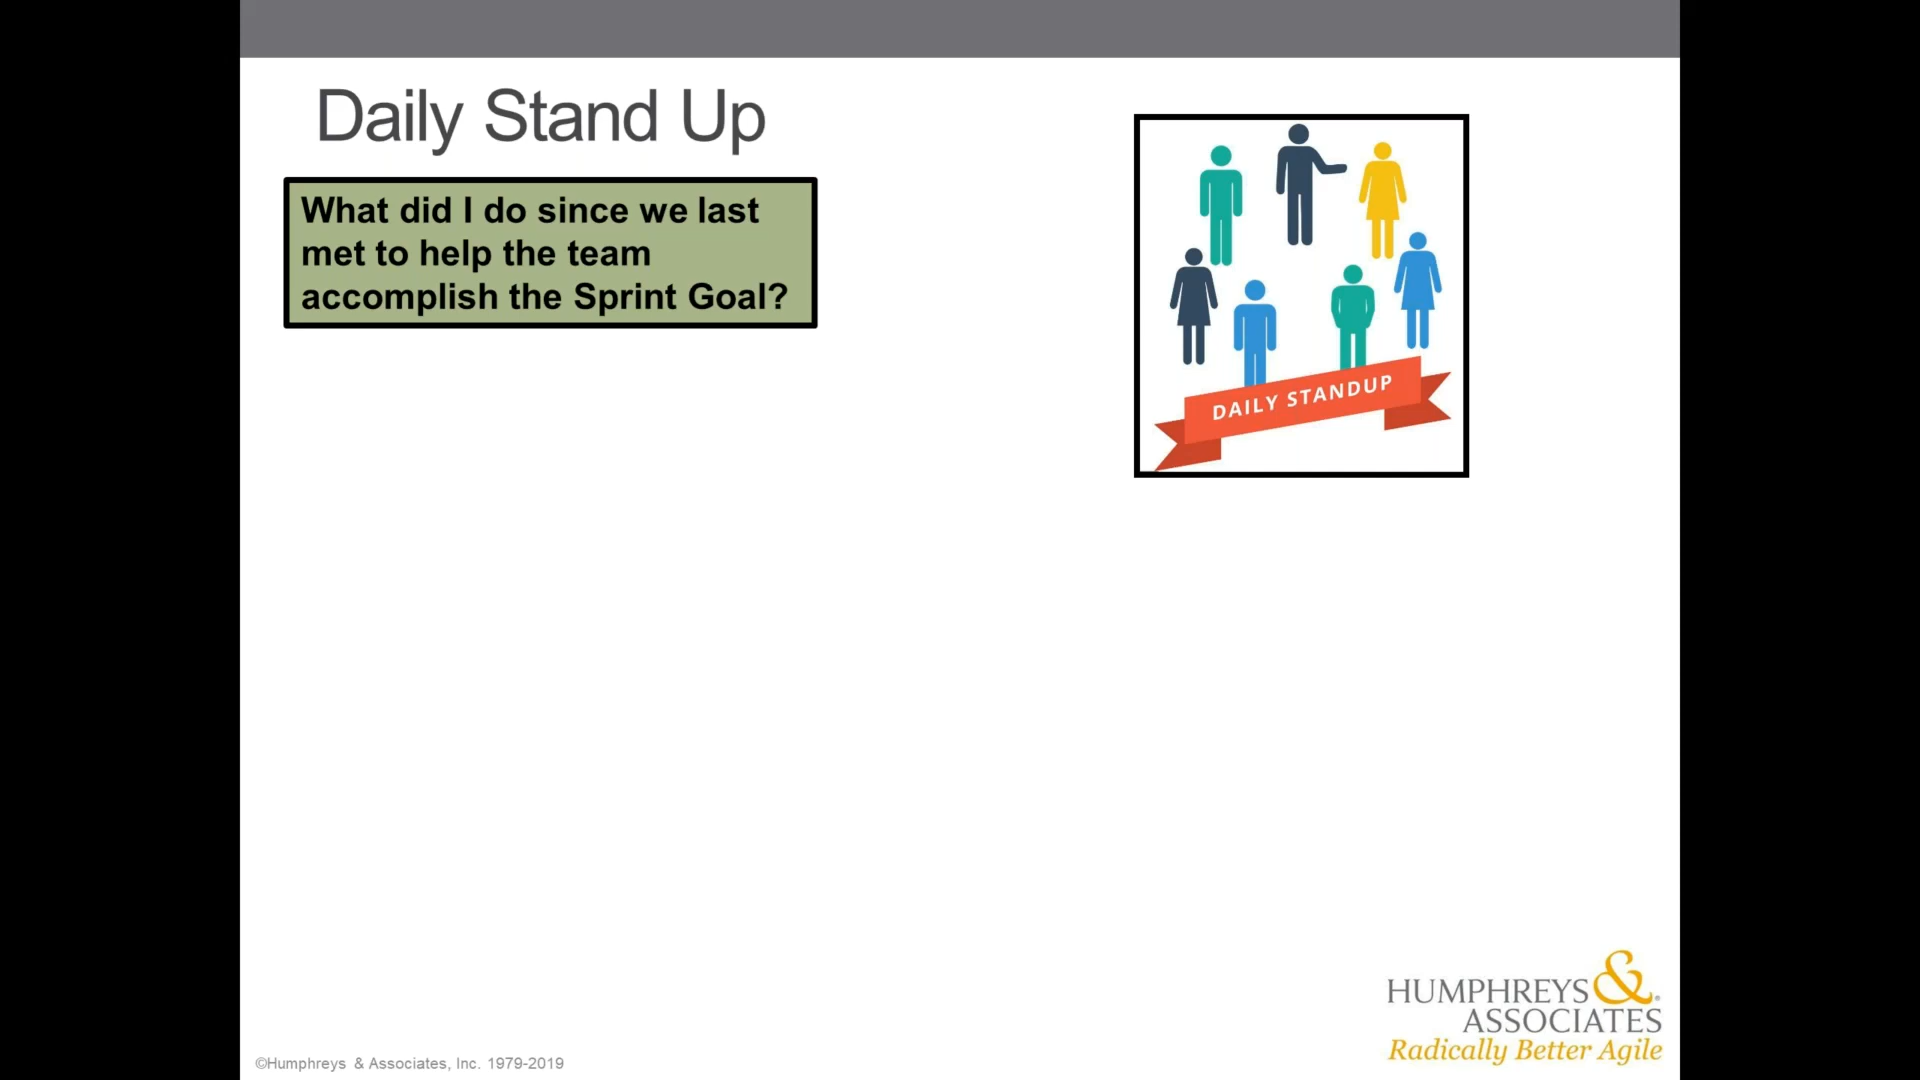 Daily Stand Up
What did I do since we last
met to help the team
accomplish the Sprint Goal?
DAILY STANDUP
HUMPHREYS &®
ASSOCIATES
Radically Better Agile
©Humphreys & Associates, Inc. 1979-2019